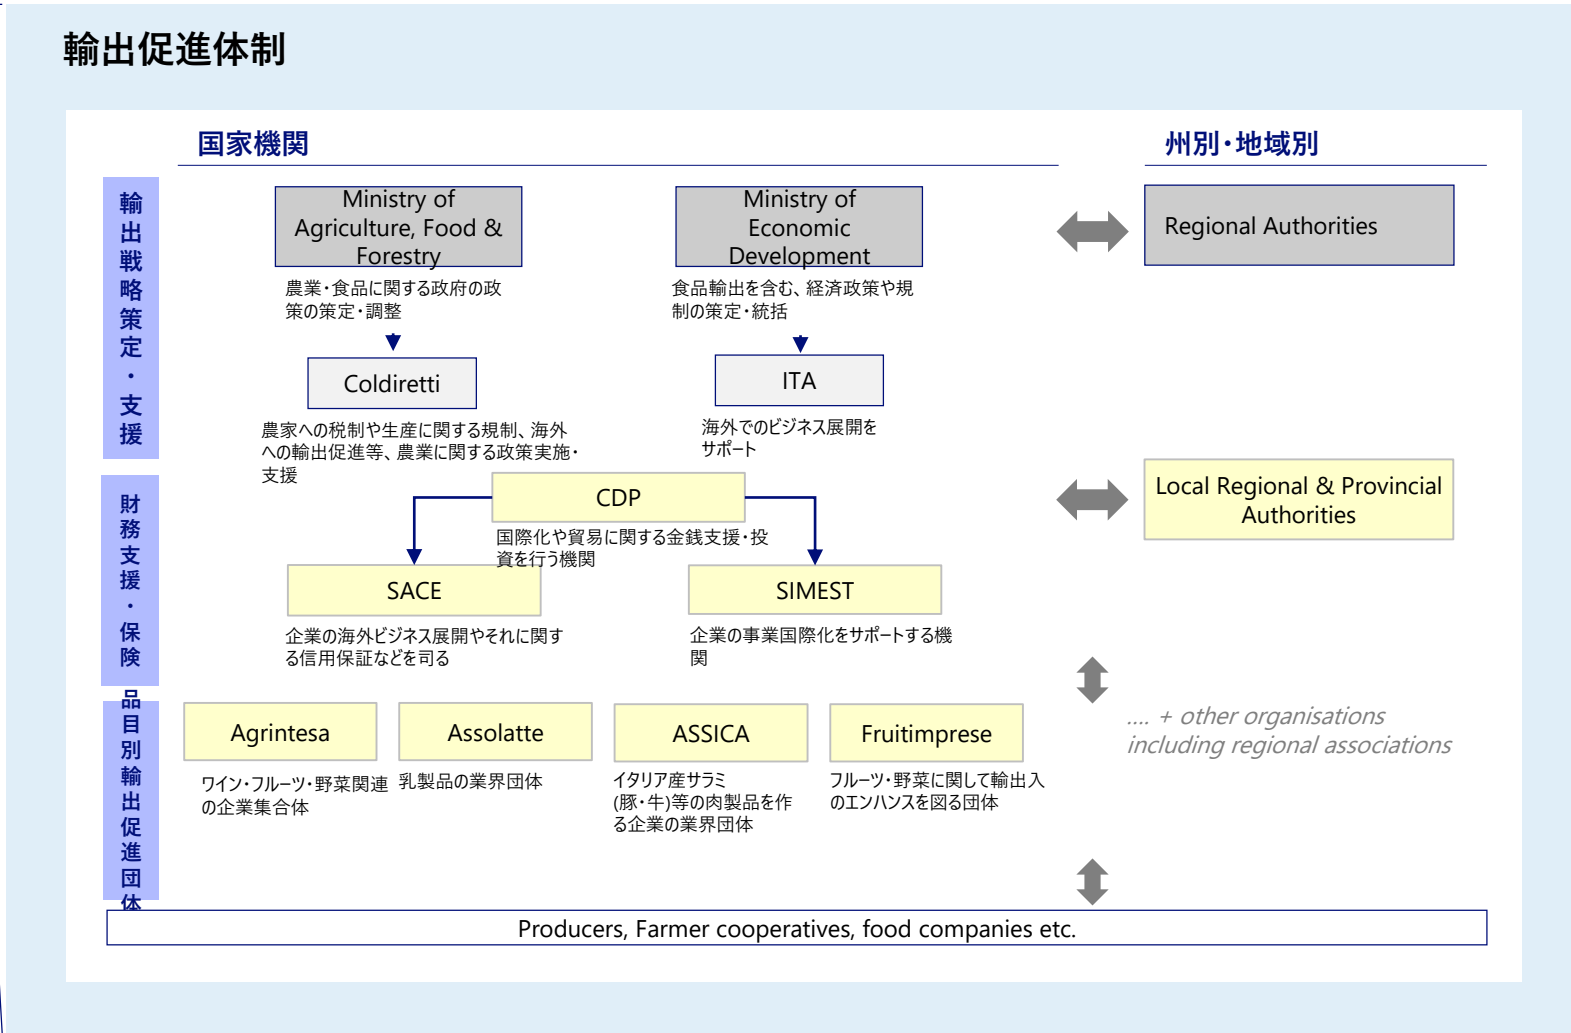 輸出促進体制
国家機関
州別・地域別
輸出戦略策定・支援
Ministry of
Agriculture, Food &
Forestry
農業・食品に関する政府の政
策の策定・調整
Ministry of
Economic
Development
食品輸出を含む、経済政策や規
制の策定・統括
Regional Authorities
Coldiretti
農家への税制や生産に関する規制、海外
への輸出促進等、農業に関する政策実施・
支援
ITA
海外でのビジネス展開を
サポート
財務支援・保険
CDP
国際化や貿易に関する金銭支援・投
資を行う機関
Local Regional & Provincial
Authorities
SACE
企業の海外ビジネス展開やそれに関す
る信用保証などを司る
SIMEST
企業の事業国際化をサポートする機
関
品目別輸出促進団体
Agrintesa
ワイン・フルーツ・野菜関連
の企業集合体
Assolatte
乳製品の業界団体
ASSICA
イタリア産サラミ
(豚・牛)等の肉製品を作
る企業の業界団体
Fruitimprese
フルーツ・野菜に関して輸出入
のエンハンスを図る団体
.... + other organisations
including regional associations
Producers, Farmer cooperatives, food companies etc.